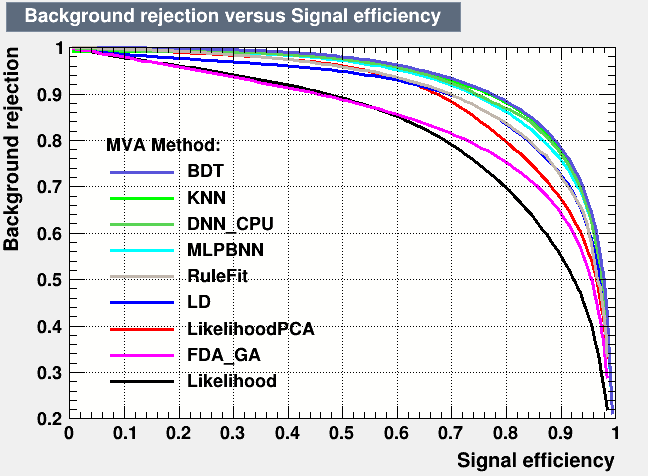 Background rejection versus Signal efficiency
Background rejection
1
0.9
0.8
0.7
0.6
0.5
0.4
0.3
0.2
MVA Method:
BDT
KNN
DNN_CPU
MLPBNN
RuleFit
LD
LikelihoodPCA
FDA_GA
Likelihood
0 0.1 0.2 0.3 0.4 0.5 0.6 0.7 0.8 0.9 1
Signal efficiency